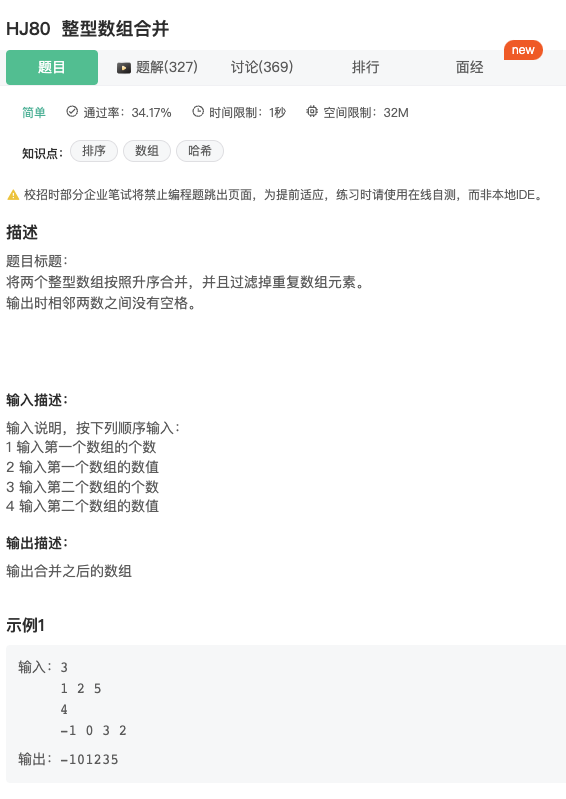 HJ80 整型数组合并
new
题目 题解(327) 讨论(369) 排行 面经
简单 通过率：34.17% 时间限制：1秒 空间限制：32M
知识点： 排序 数组 哈希
校招时部分企业笔试将禁止编程题跳出页面，为提前适应，练习时请使用在线自测，而非本地IDE。
描述
题目标题：
将两个整型数组按照升序合并，并且过滤掉重复数组元素。
输出时相邻两数之间没有空格。
输入描述：
输入说明，按下列顺序输入：
1 输入第一个数组的个数
2 输入第一个数组的数值
3 输入第二个数组的个数
4 输入第二个数组的数值
输出描述：
输出合并之后的数组
示例1
输入：3
1 2 5
4
-1 0 3 2
输出：-101235